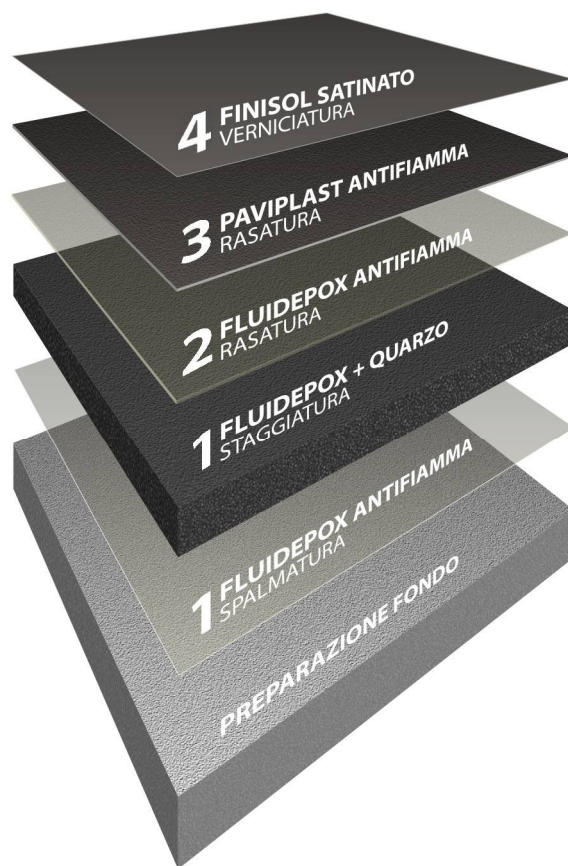 4 FINISOL SATINATO
VERNICIATURA
3 PAVIPLAST ANTIFIAMMA
RASATURA
2 FLUIDEPOX ANTIFIAMMA
RASATURA
1 FLUIDEPOX + QUARZO
STAGGIATURA
1 FLUIDEPOX ANTIFIAMMA
SPALMATURA
PREPARAZIONE FONDO